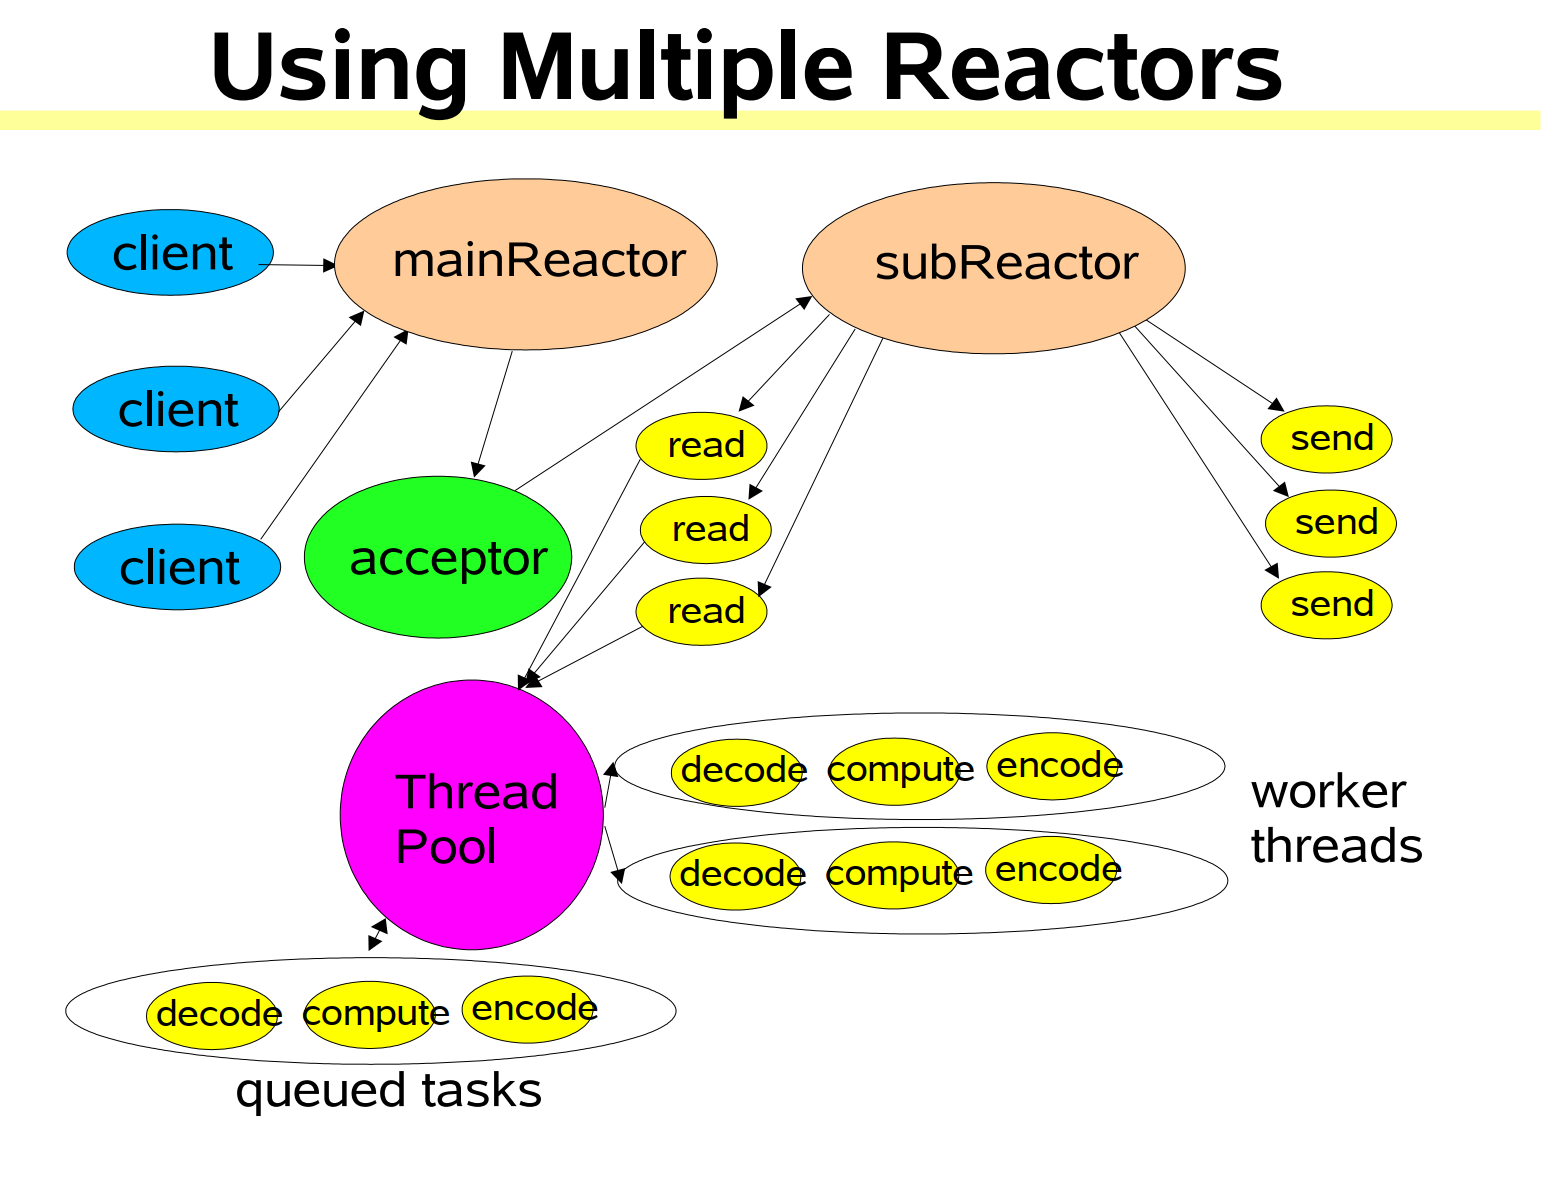 Using Multiple Reactors
client
mainReactor
subReactor
client
client
acceptor
read
read
read
send
send
send
Thread
Pool
decode compute encode
decode compute encode
worker
threads
decode compute encode
queued tasks